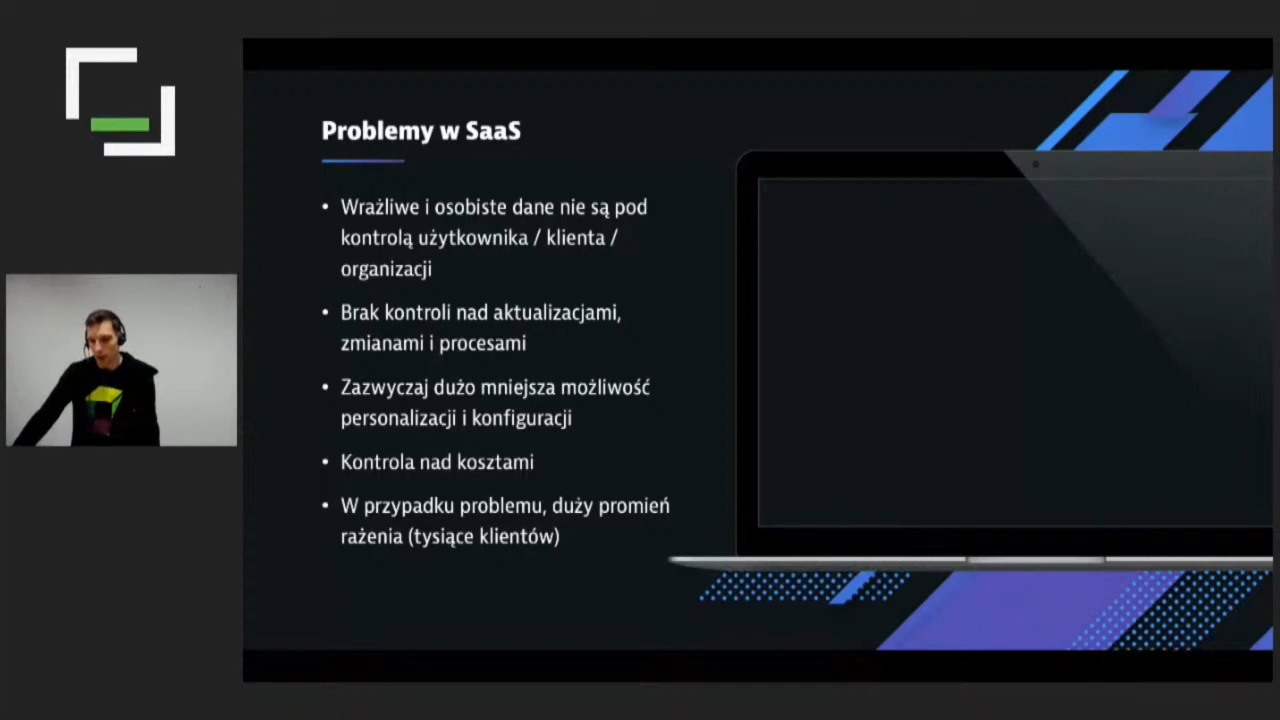 Problemy w SaaS
• Wrażliwe i osobiste dane nie są pod
kontrolą użytkownika / klienta /
organizacji
• Brak kontroli nad aktualizacjami,
zmianami i procesami
• Zazwyczaj dużo mniejsza możliwość
personalizacji i konfiguracji
• Kontrola nad kosztami
• W przypadku problemu, duży promień
rażenia (tysiące klientów)